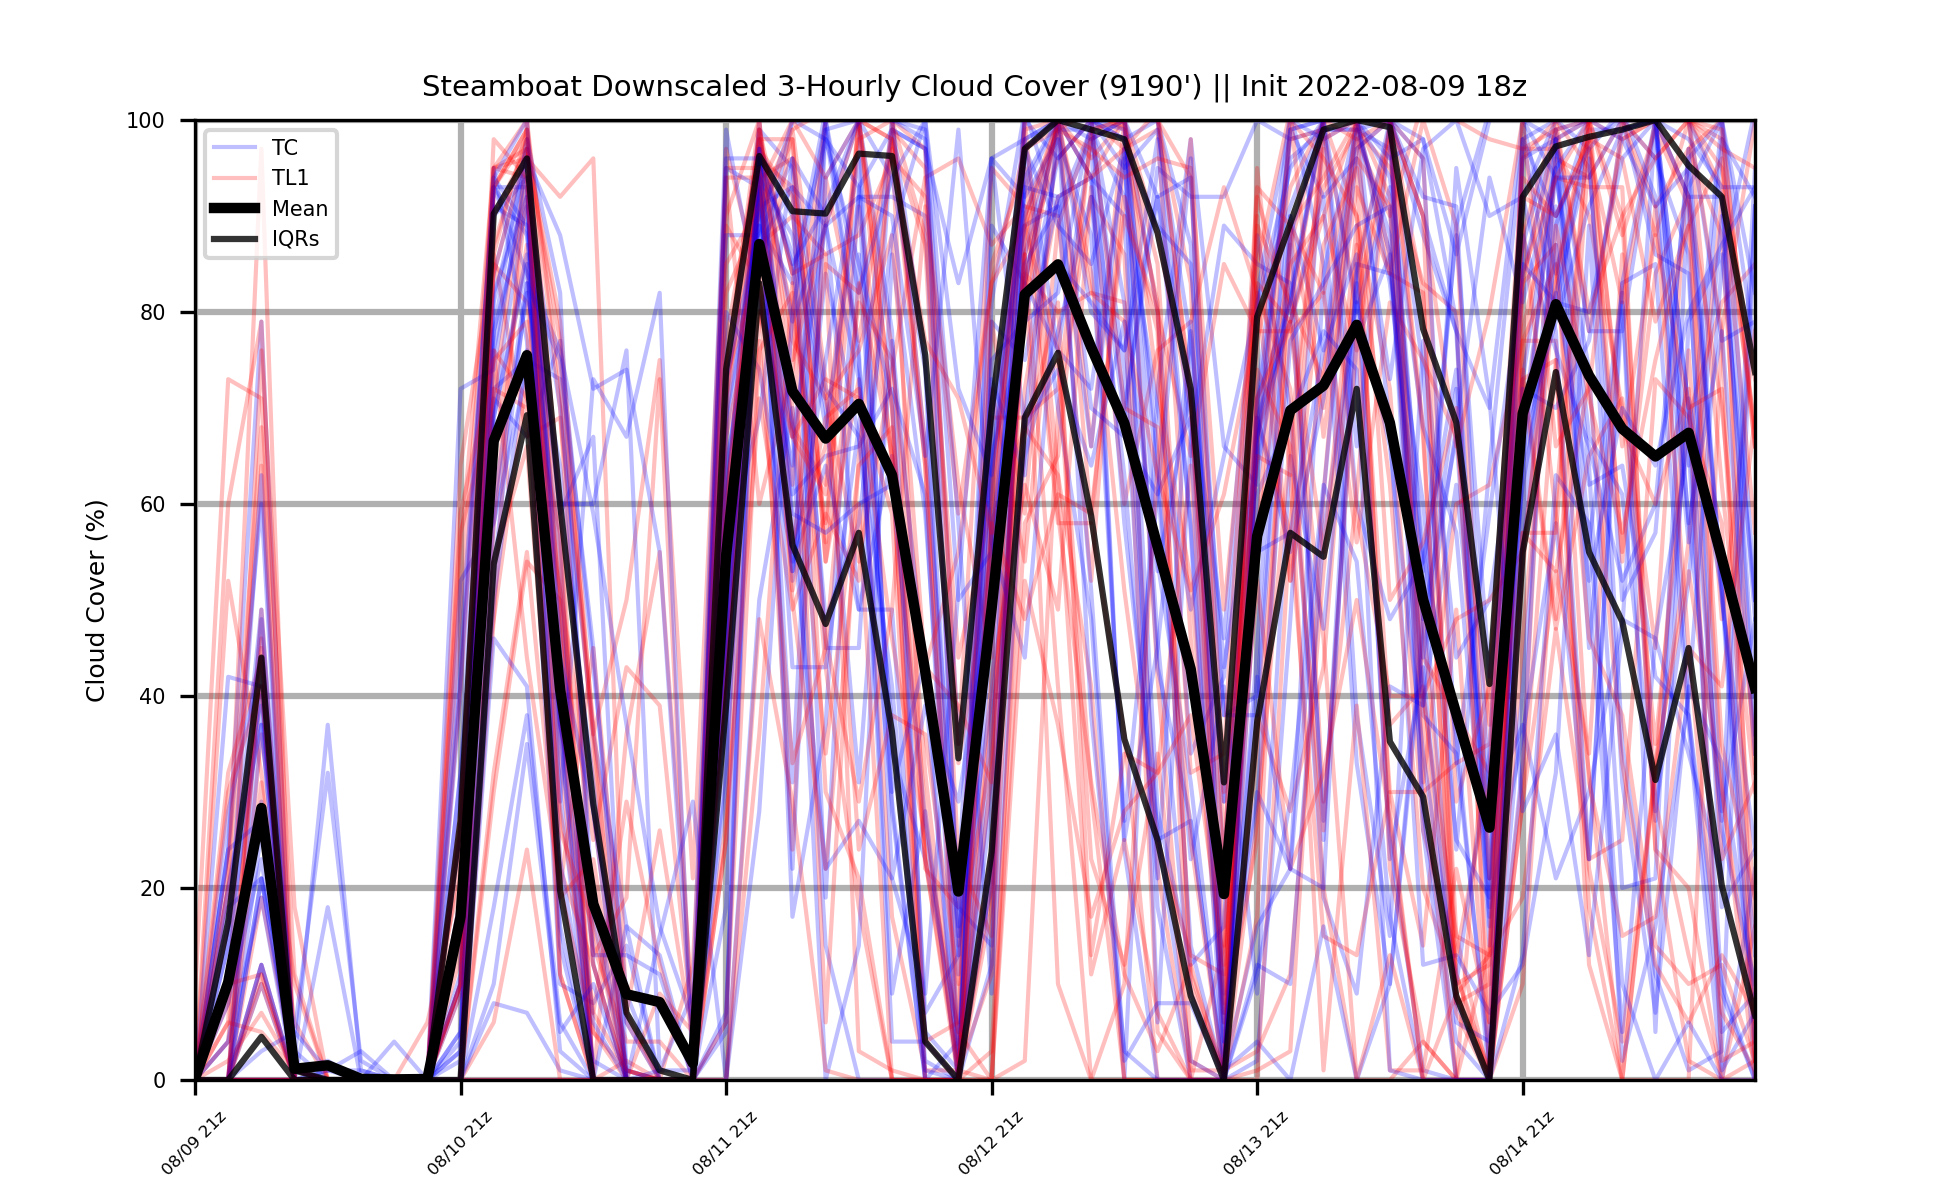 Steamboat Downscaled 3-Hourly Cloud Cover (9190') || Init 2022-08-09 18z
TC
TL1
Mean
IQRs
Cloud Cover (%)
100
80
60
40
20
0
08/09 21z
08/10 21z
08/11 21z
08/12 21z
08/13 21z
08/14 21z